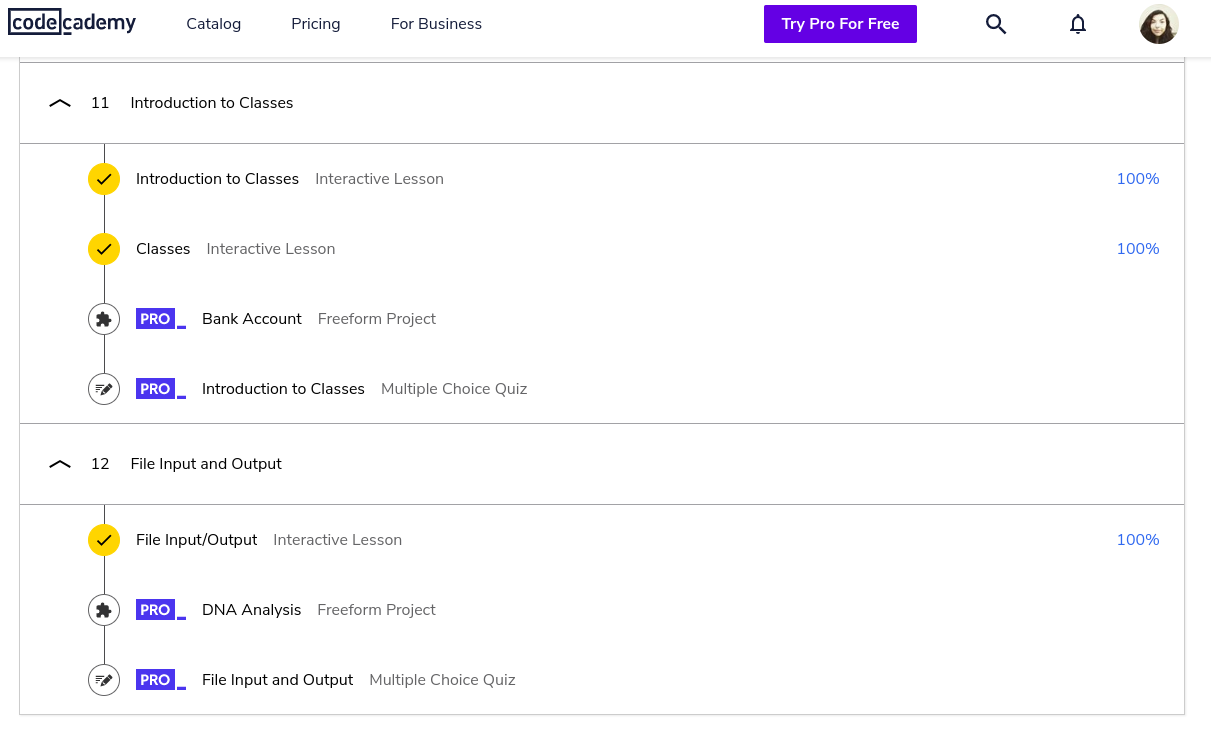 codecademy Catalog Pricing For Business Try Pro For Free
11 Introduction to Classes
Introduction to Classes Interactive Lesson 100%
Classes Interactive Lesson 100%
PRO Bank Account Freeform Project
PRO Introduction to Classes Multiple Choice Quiz
12 File Input and Output
File Input/Output Interactive Lesson 100%
PRO DNA Analysis Freeform Project
PRO File Input and Output Multiple Choice Quiz